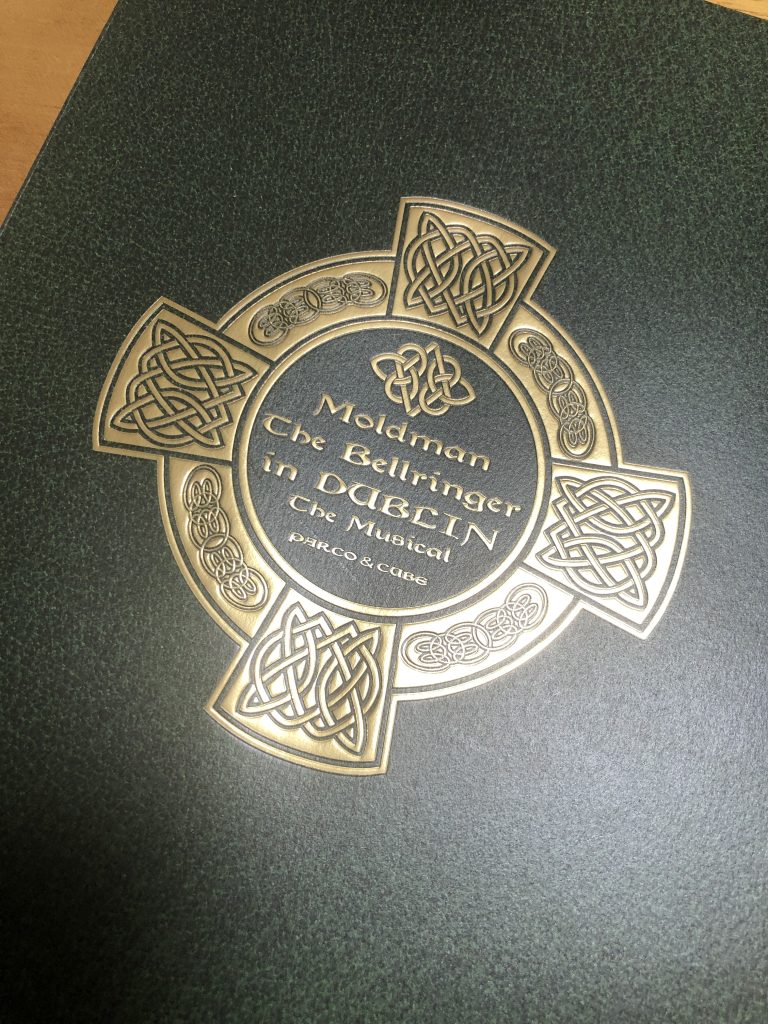 Moldman
The Bellringer
in DUBLIN
The Musical
PARCO & CUBE